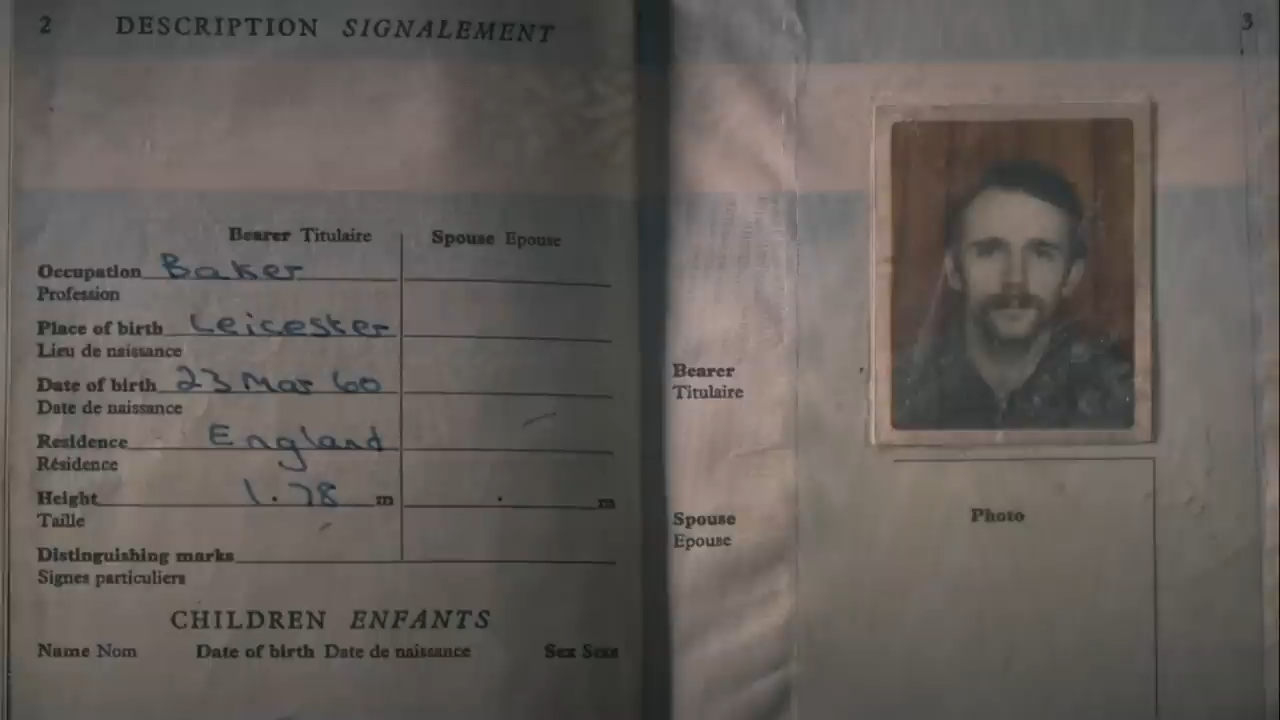 2 DESCRIPTION SIGNALEMENT
Bearer Titulaire Spouse Epouse
Occupation Baker
Profession
Place of birth Leicester
Lieu de naissance
Date of birth 23 Mar 60
Date de naissance
Residence England
Résidence
Height 1.78 m . m
Taille
Distinguishing marks
Signes particuliers
CHILDREN ENFANTS
Name Nom Date of birth Date de naissance Sex Sexe
3
Bearer
Titulaire
Spouse
Epouse
Photo